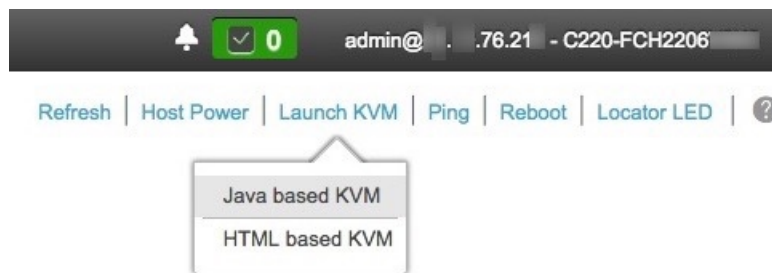 0 admin@ . .76.21 - C220-FCH2206
Refresh | Host Power | Launch KVM | Ping | Reboot | Locator LED | ?
Java based KVM
HTML based KVM